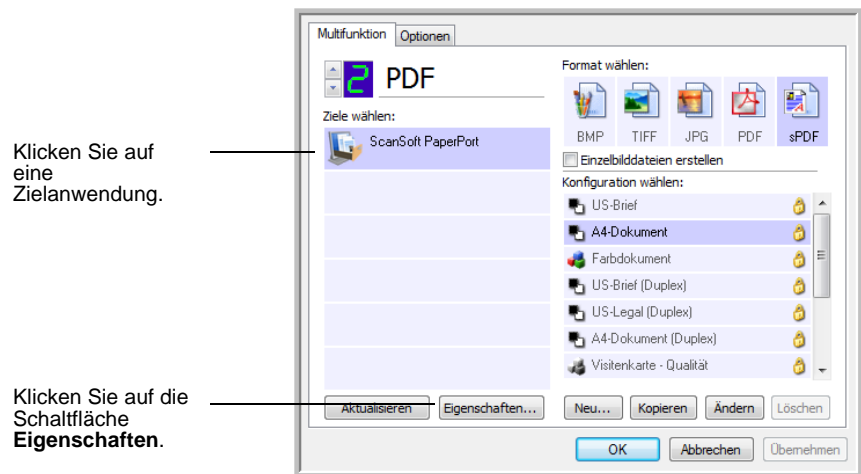 Multifunktion Optionen
2 PDF
Ziele wählen:
ScanSoft PaperPort
Format wählen:
BMP TIFF JPG PDF sPDF
Einzelbilddateien erstellen
Konfiguration wählen:
US-Brief
A4-Dokument
Farbdokument
US-Brief (Duplex)
US-Legal (Duplex)
A4-Dokument (Duplex)
Visitenkarte - Qualität
Klicken Sie auf
eine
Zielanwendung.
Klicken Sie auf die
Schaltfläche
Eigenschaften.
Aktualisieren Eigenschaften... Neu... Kopieren Ändern Löschen
OK Abbrechen Übernehmen